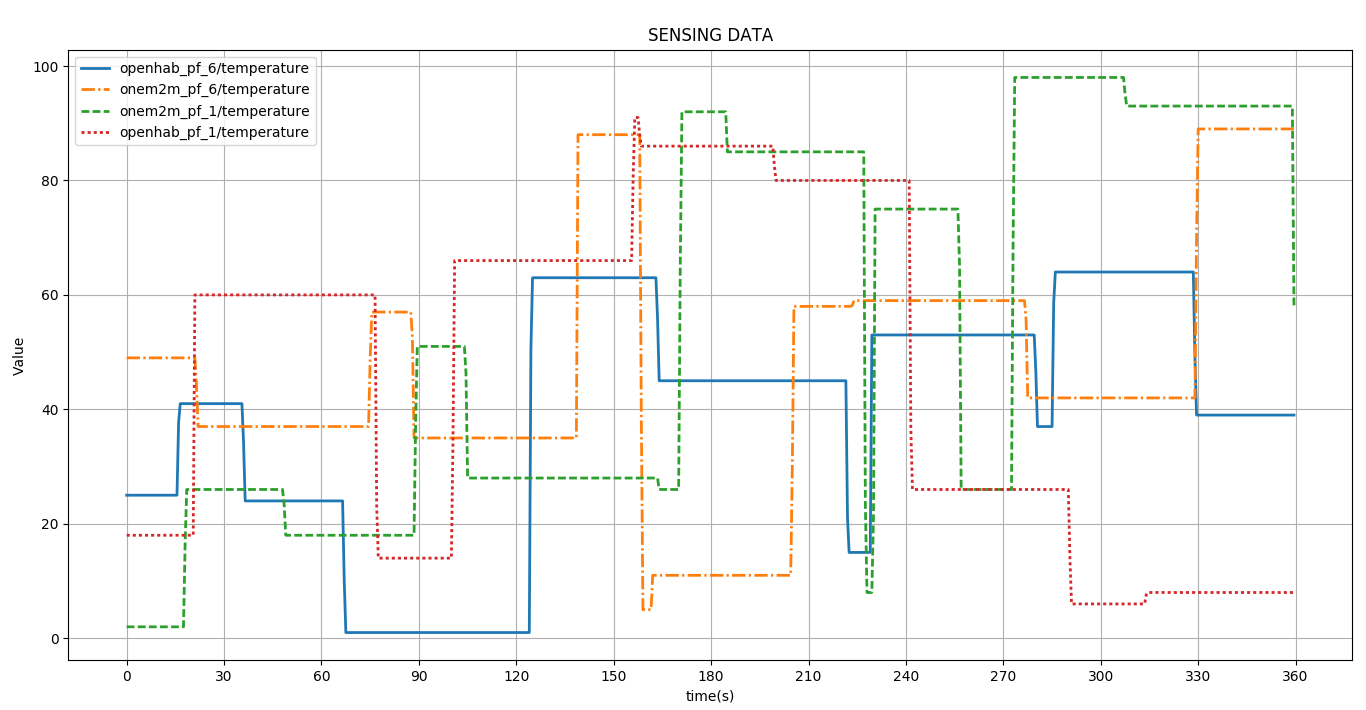 SENSING DATA
openhab_pf_6/temperature
onem2m_pf_6/temperature
onem2m_pf_1/temperature
openhab_pf_1/temperature
100
80
60
40
20
0
Value
0 30 60 90 120 150 180 210 240 270 300 330 360
time(s)